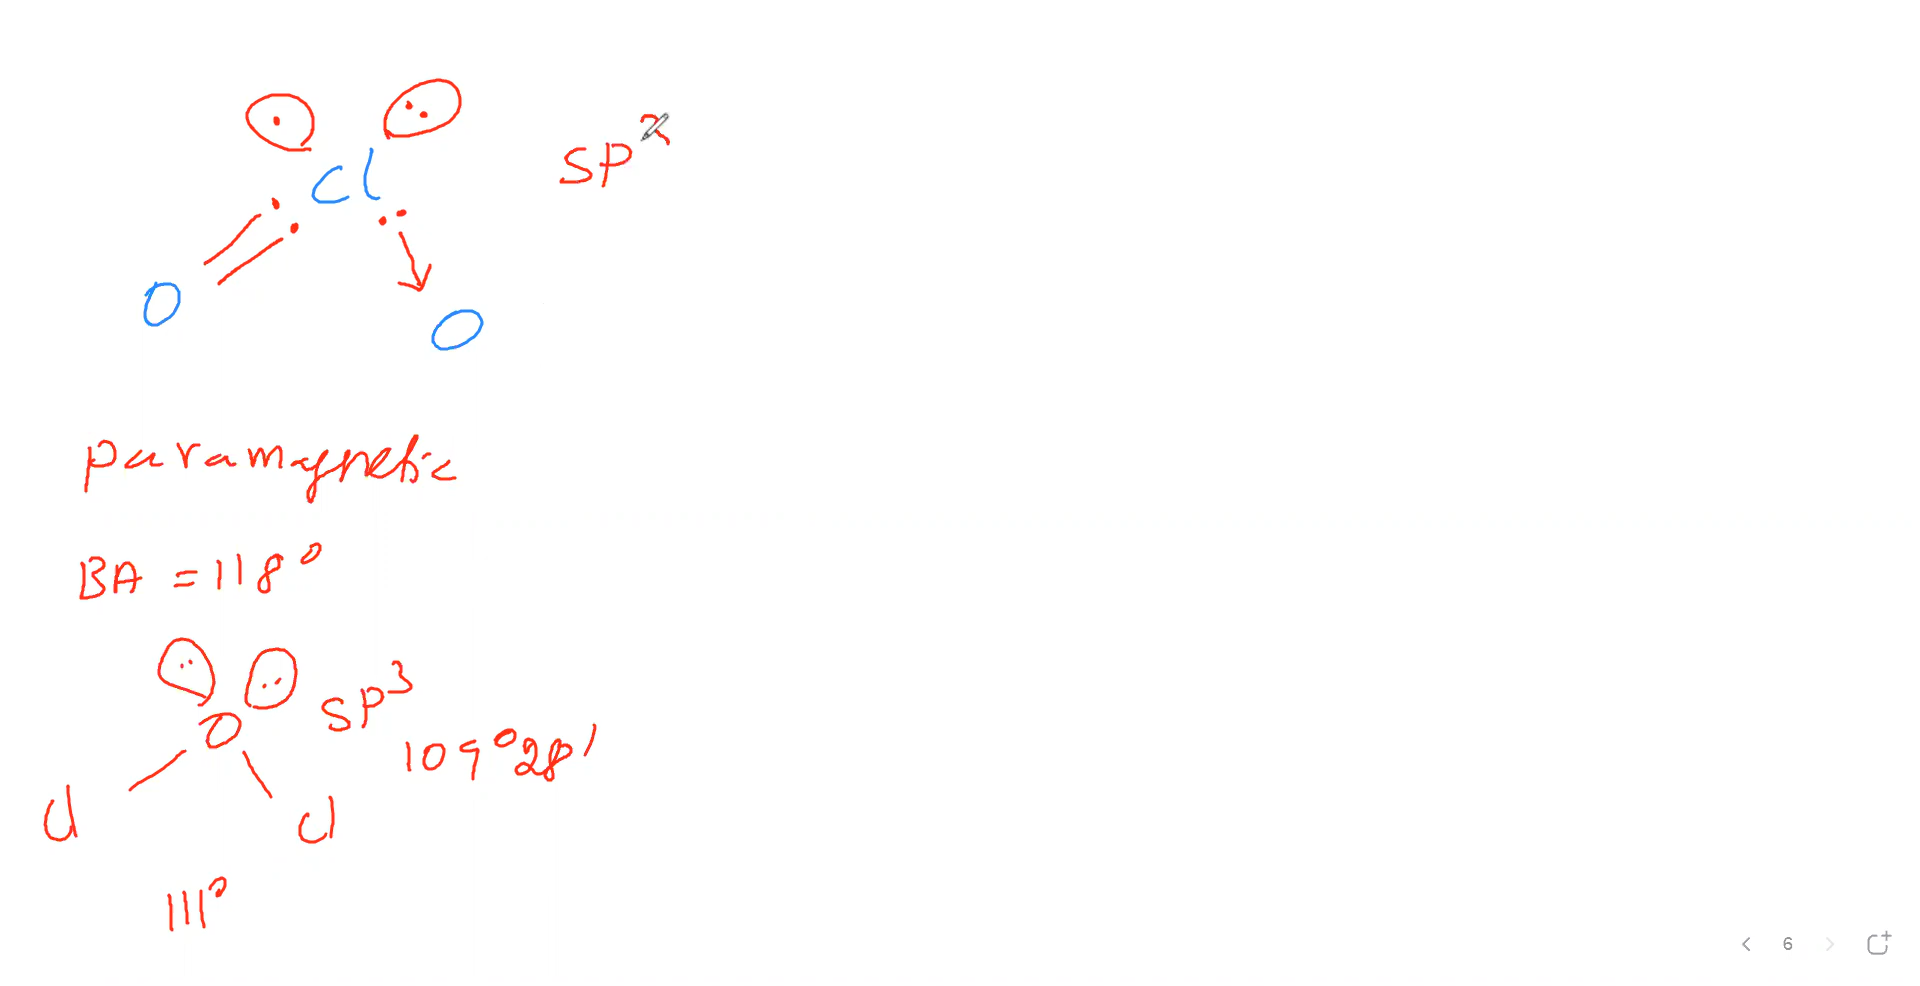 Cl
SP²
O
O
paramagnetic
BA = 118°
O
SP³
109°28'
Cl
Cl
111°
6